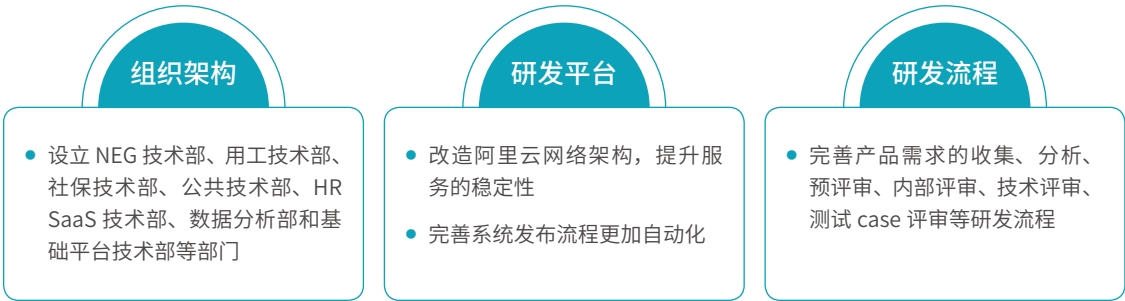 组织架构
设立 NEG 技术部、用工技术部、
社保技术部、公共技术部、HR
SaaS 技术部、数据分析部和基
础平台技术部等部门
研发平台
改造阿里云网络架构，提升服
务的稳定性
完善系统发布流程更加自动化
研发流程
完善产品需求的收集、分析、
预评审、内部评审、技术评审、
测试 case 评审等研发流程